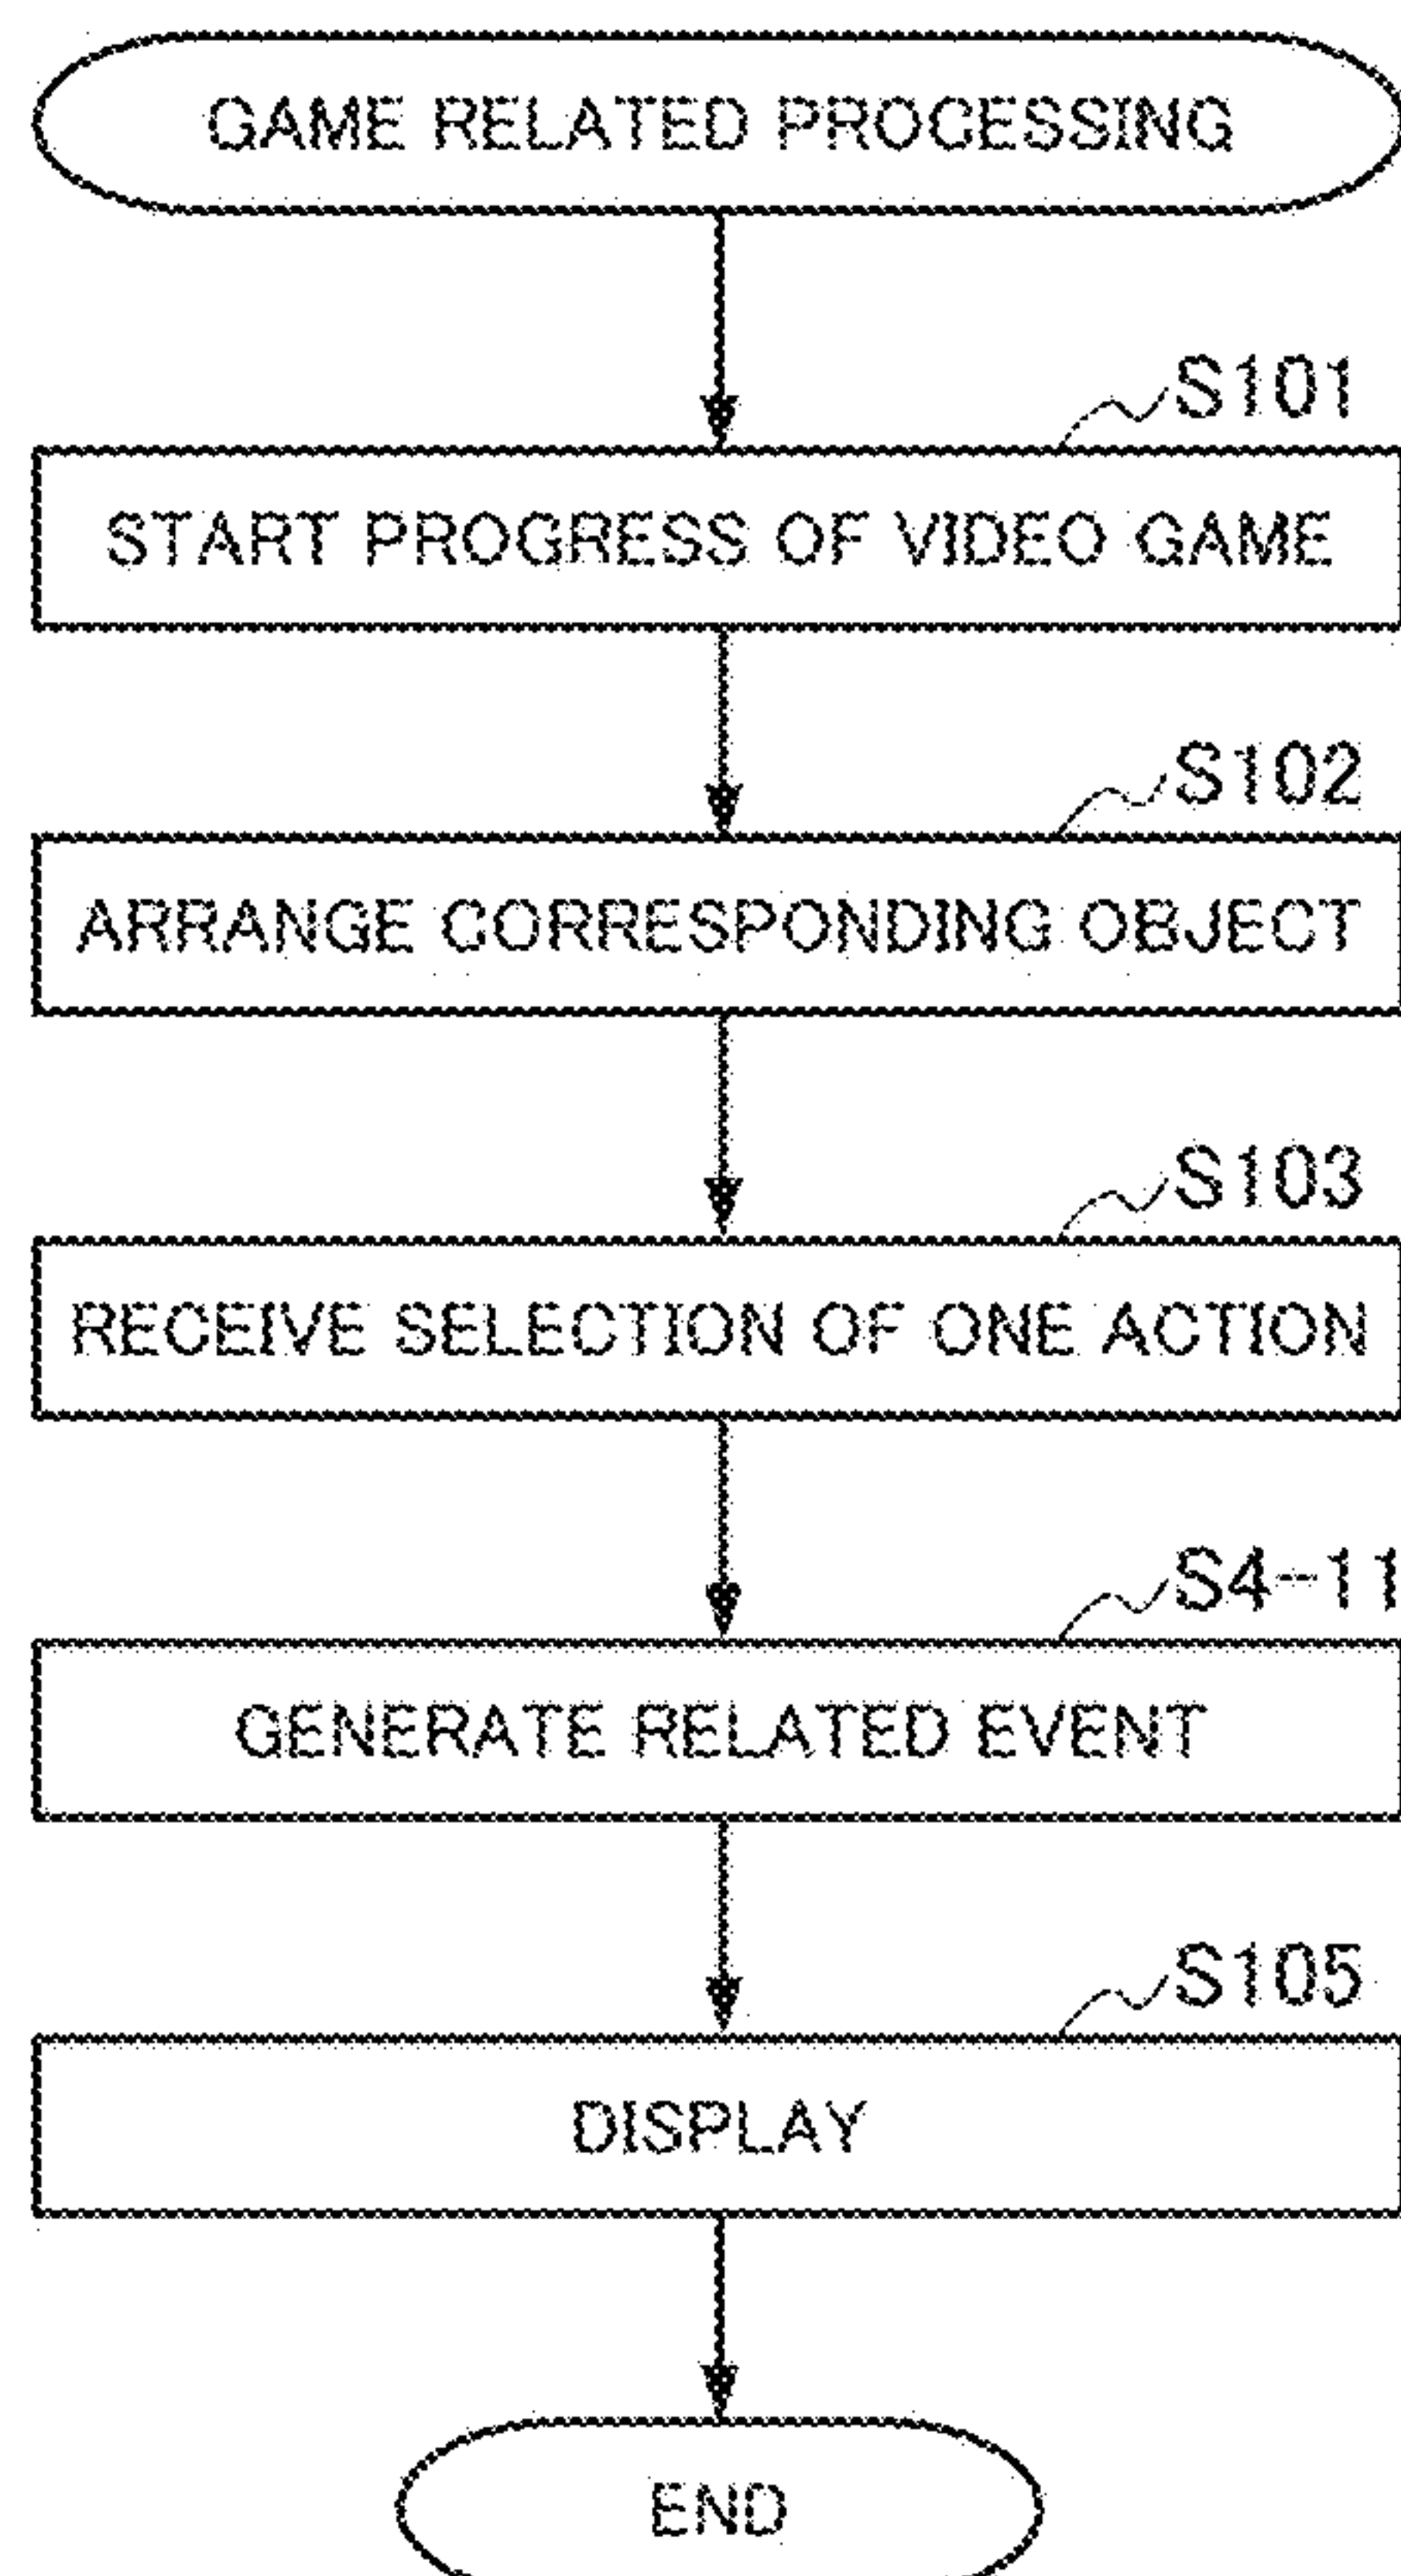 GAME RELATED PROCESSING
S101
START PROGRESS OF VIDEO GAME
S102
ARRANGE CORRESPONDING OBJECT
S103
RECEIVE SELECTION OF ONE ACTION
S4-11
GENERATE RELATED EVENT
S105
DISPLAY
END